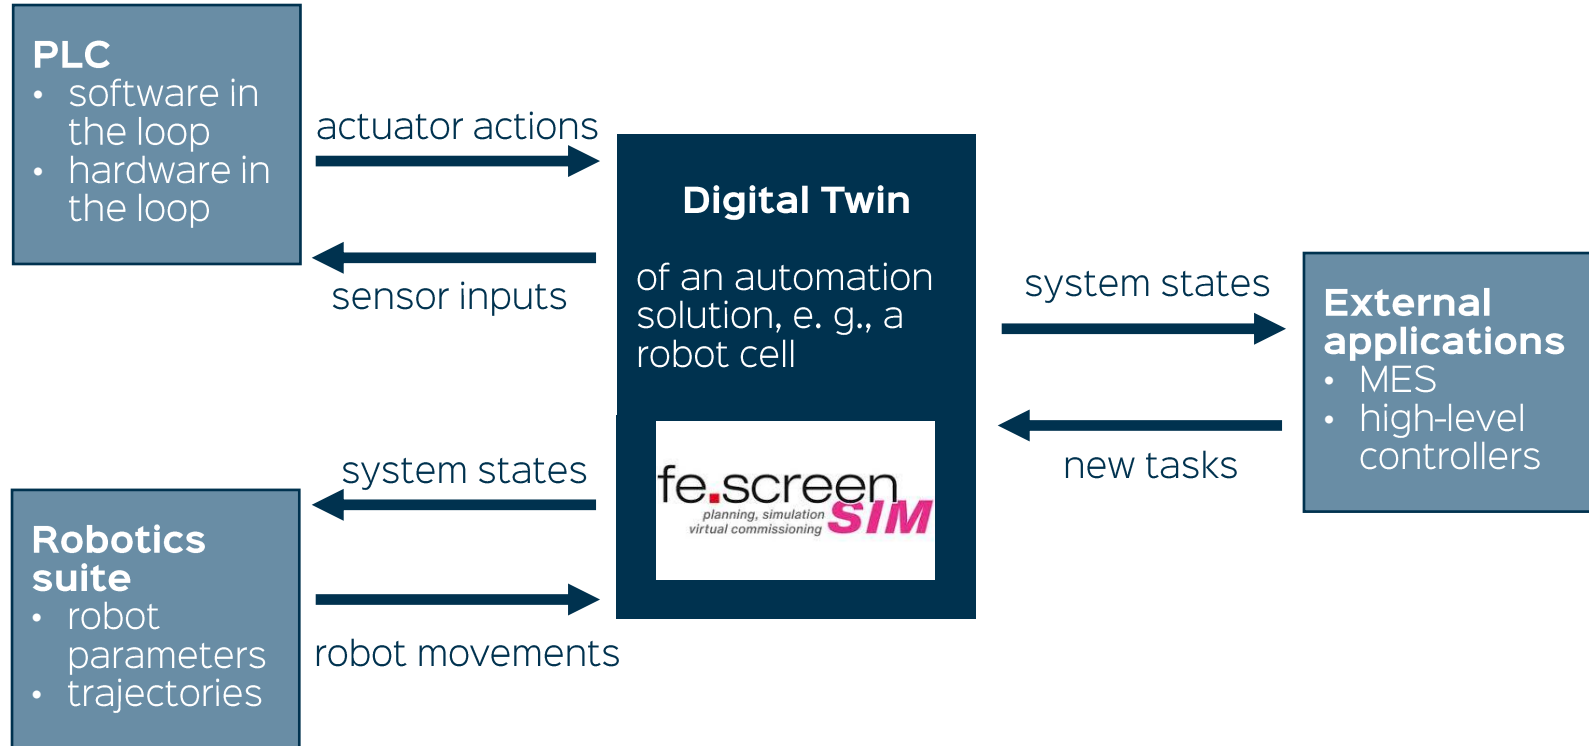 PLC
• software in
the loop
• hardware in
the loop
actuator actions
sensor inputs
Digital Twin
of an automation
solution, e. g., a
robot cell
fe.screen
planning, simulation
virtual commissioning
SIM
system states
new tasks
External
applications
• MES
• high-level
controllers
system states
robot movements
Robotics
suite
• robot
parameters
• trajectories